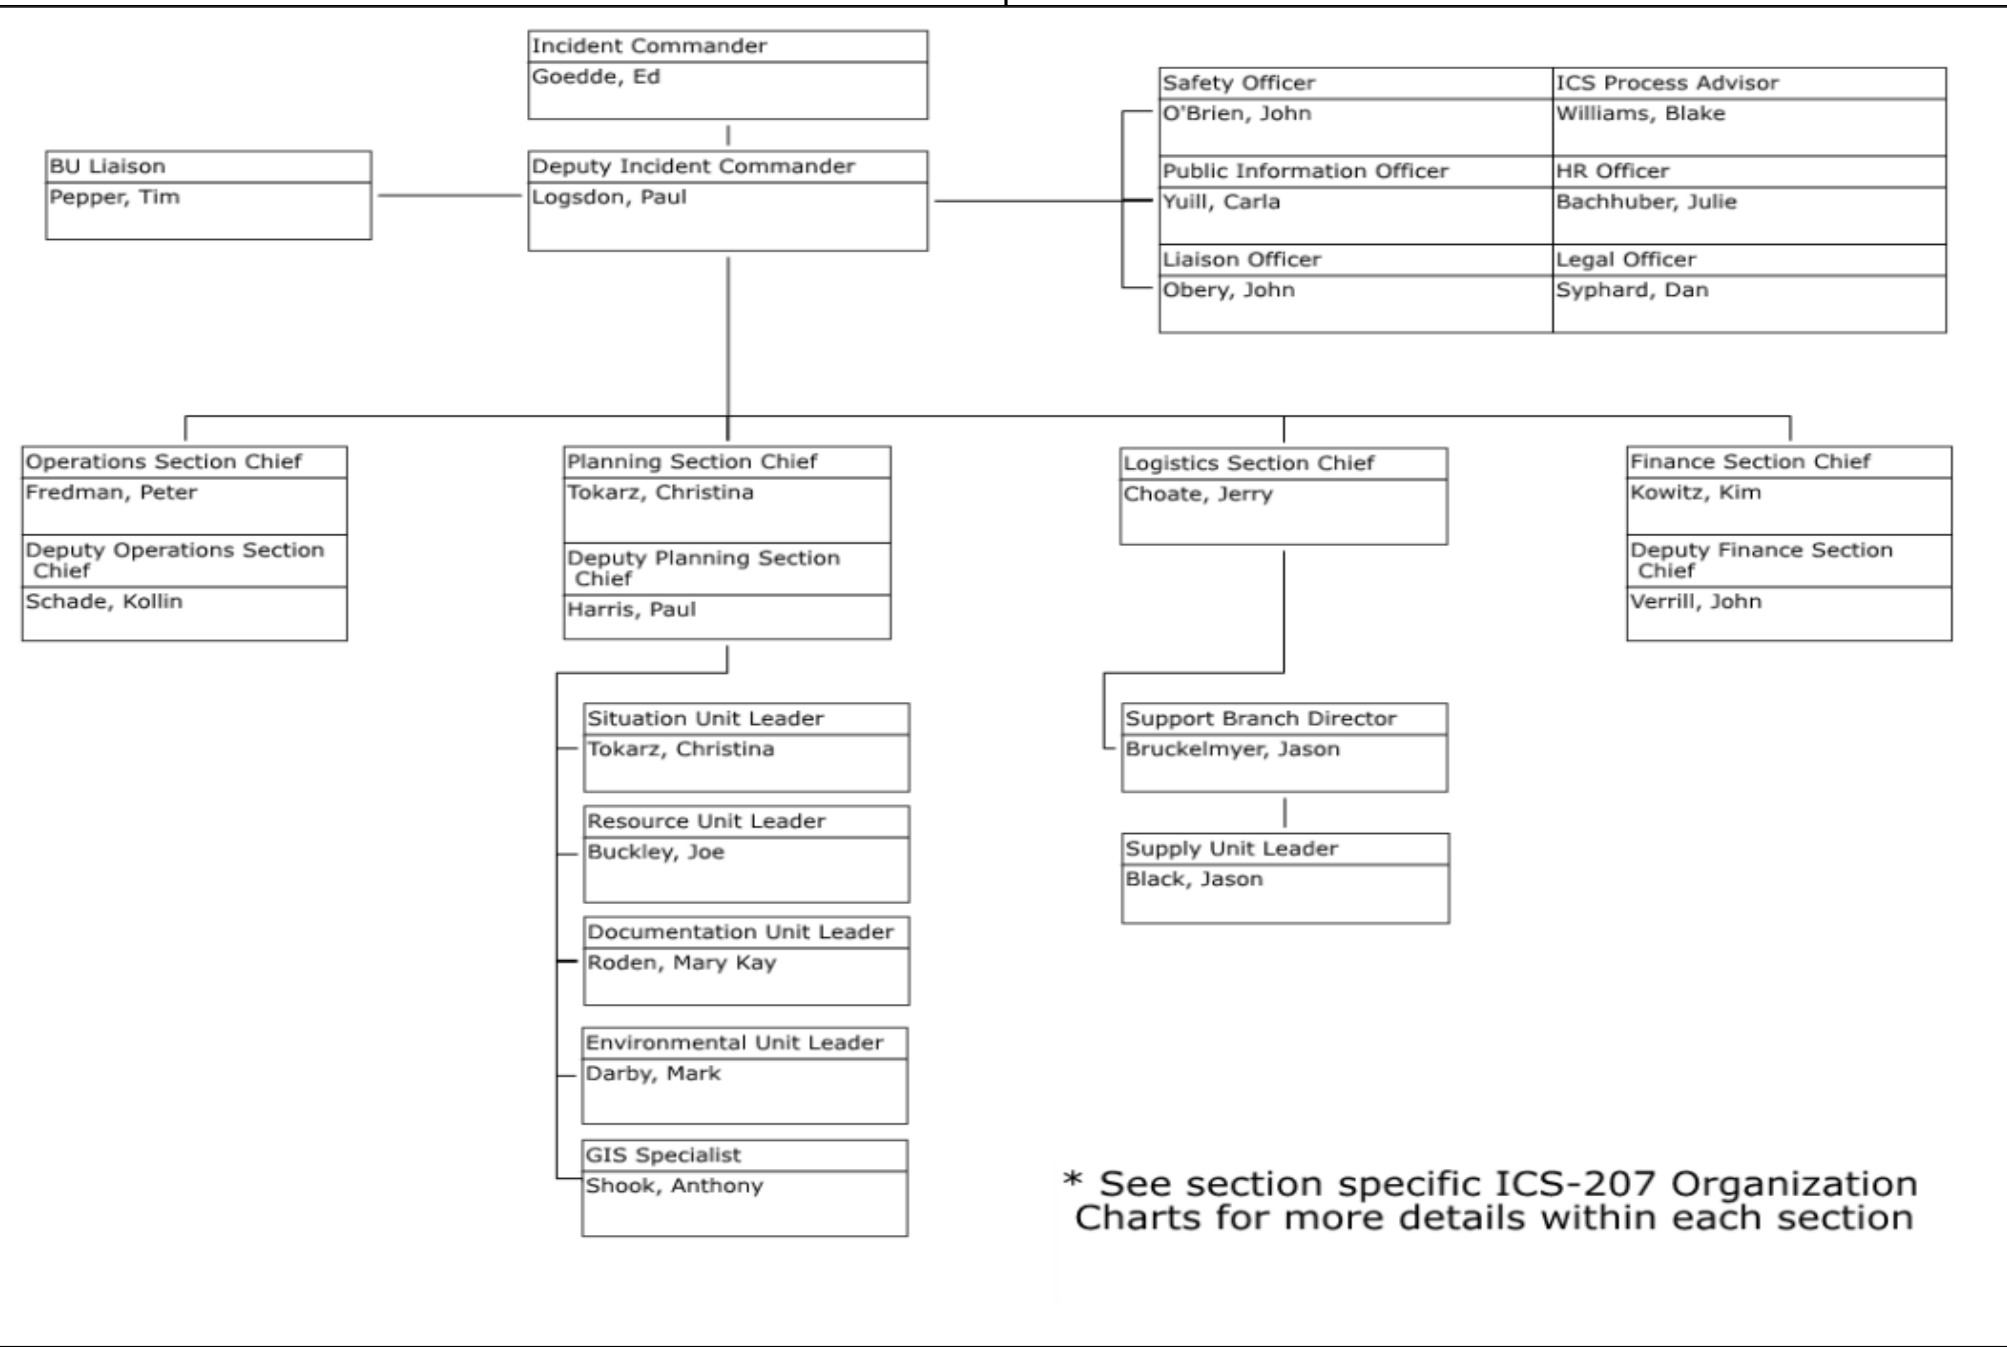 Incident Commander
Goedde, Ed
Safety Officer
O'Brien, John
ICS Process Advisor
Williams, Blake
BU Liaison
Pepper, Tim
Deputy Incident Commander
Logsdon, Paul
Public Information Officer
Yuill, Carla
HR Officer
Bachhuber, Julie
Liaison Officer
Obery, John
Legal Officer
Syphard, Dan
Operations Section Chief
Fredman, Peter
Deputy Operations Section
Chief
Schade, Kollin
Planning Section Chief
Tokarz, Christina
Deputy Planning Section
Chief
Harris, Paul
Logistics Section Chief
Choate, Jerry
Finance Section Chief
Kowitz, Kim
Deputy Finance Section
Chief
Verrill, John
Situation Unit Leader
Tokarz, Christina
Resource Unit Leader
Buckley, Joe
Documentation Unit Leader
Roden, Mary Kay
Environmental Unit Leader
Darby, Mark
GIS Specialist
Shook, Anthony
Support Branch Director
Bruckelmyer, Jason
Supply Unit Leader
Black, Jason
* See section specific ICS-207 Organization
Charts for more details within each section